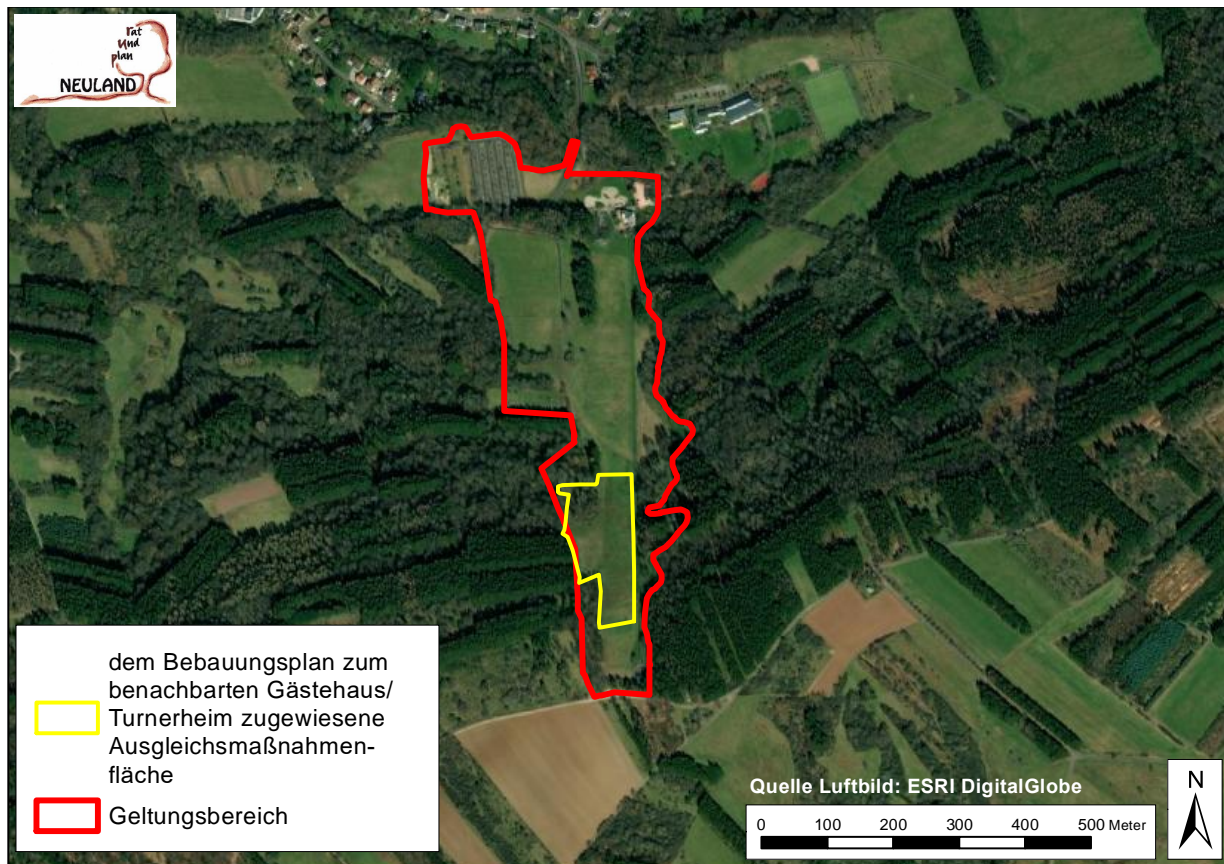 rat
und
plan
NEULAND
dem Bebauungsplan zum
benachbarten Gästehaus/
Turnerheim zugewiesene
Ausgleichsmaßnahmen-
fläche
Geltungsbereich
Quelle Luftbild: ESRI DigitalGlobe
0 100 200 300 400 500 Meter
N